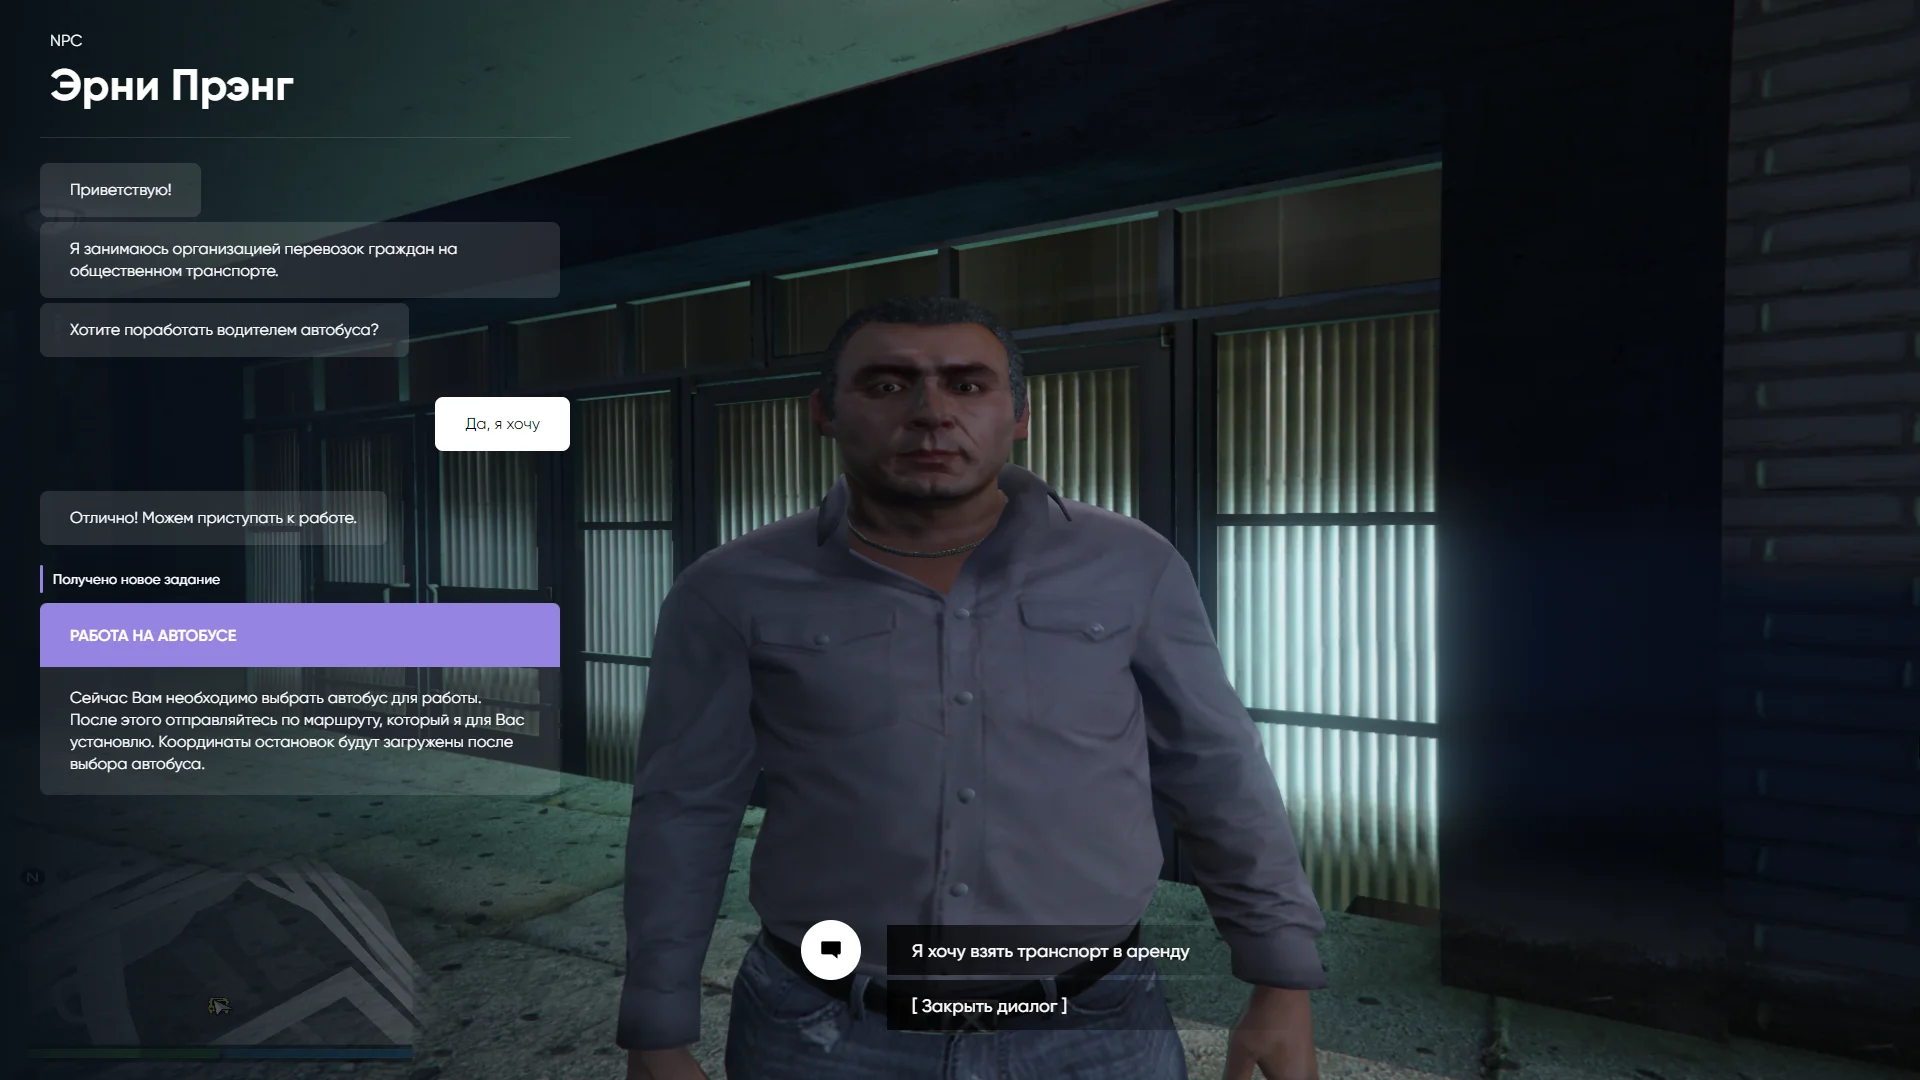 NPC
Эрни Прэнг
Приветствую!
Я занимаюсь организацией перевозок граждан на
общественном транспорте.
Хотите поработать водителем автобуса?
Да, я хочу
Отлично! Можем приступать к работе.
Получено новое задание
РАБОТА НА АВТОБУСЕ
Сейчас Вам необходимо выбрать автобус для работы.
После этого отправляйтесь по маршруту, который я для Вас
установлю. Координаты остановок будут загружены после
выбора автобуса.
N
Я хочу взять транспорт в аренду
[ Закрыть диалог ]